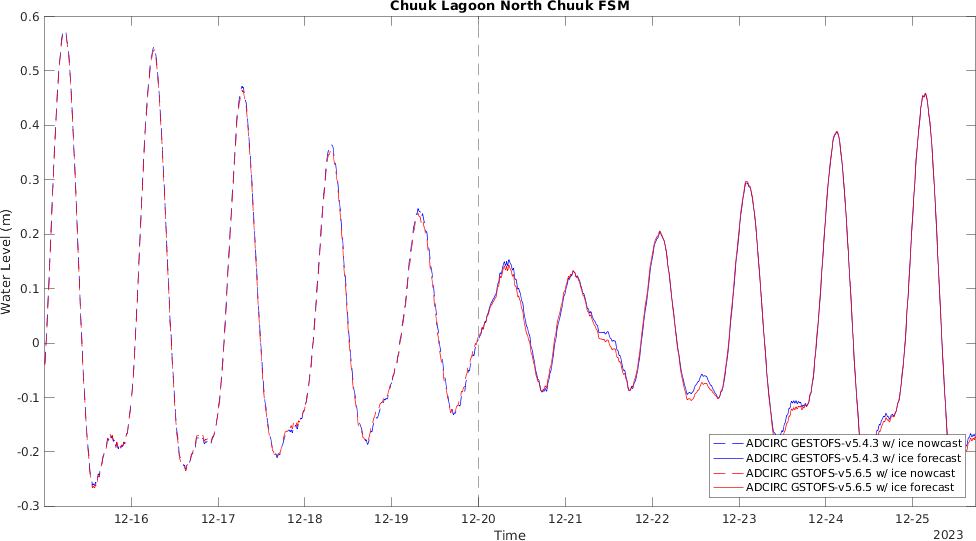 Chuuk Lagoon North Chuuk FSM
0.6
0.5
0.4
0.3
0.2
0.1
0
-0.1
-0.2
-0.3
Water Level (m)
ADCIRC GESTOFS-v5.4.3 w/ ice nowcast
ADCIRC GESTOFS-v5.4.3 w/ ice forecast
ADCIRC GSTOFS-v5.6.5 w/ ice nowcast
ADCIRC GSTOFS-v5.6.5 w/ ice forecast
12-16 12-17 12-18 12-19 12-20 12-21 12-22 12-23 12-24 12-25
Time
2023